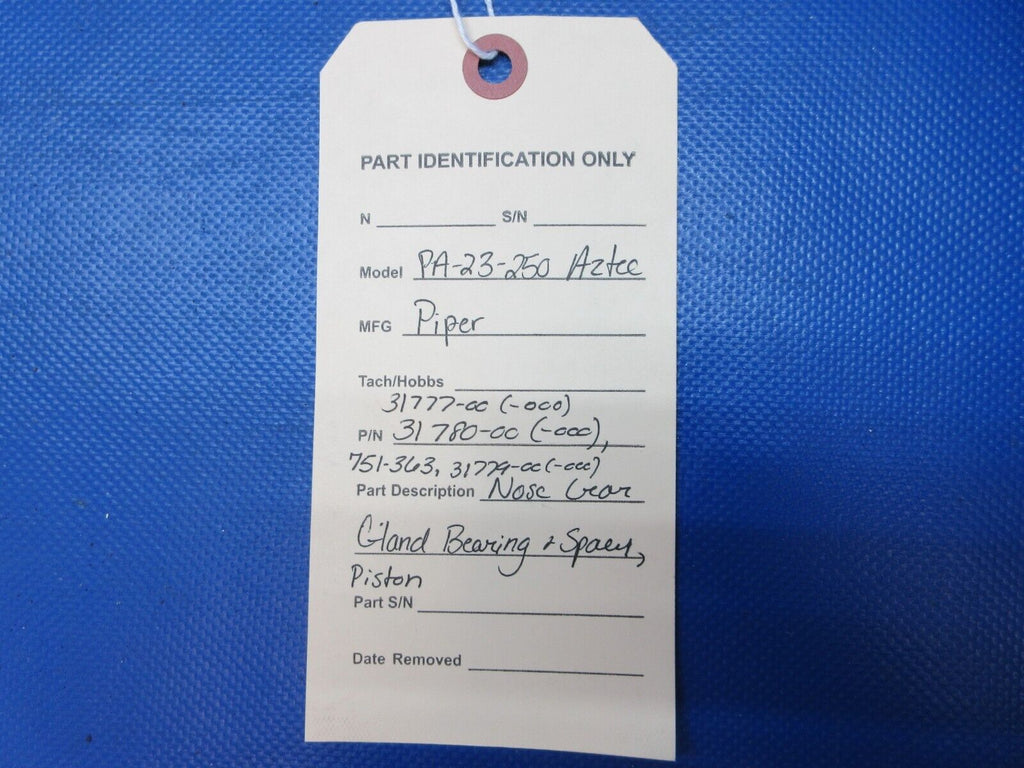 PART IDENTIFICATION ONLY
N S/N
Model PA-23-250 Aztec
MFG Piper
Tach/Hobbs
31777-00 (-000)
P/N 31780-00 (-000),
751-363, 31779-00 (-000)
Part Description Nose Gear
Gland Bearing & Spacer,
Piston
Part S/N
Date Removed